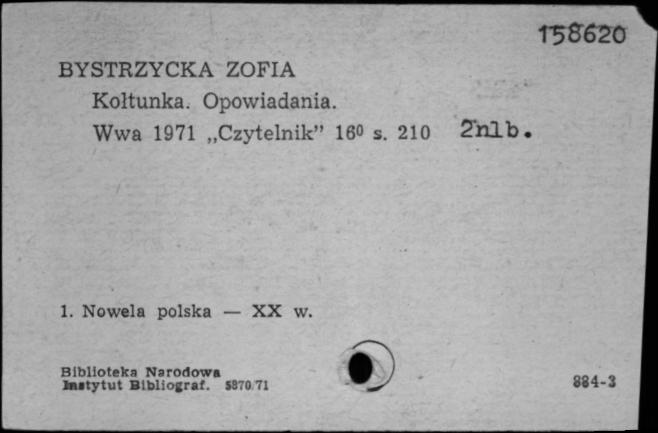 158620
BYSTRZYCKA ZOFIA
Kołtunka. Opowiadania.
Wwa 1971 „Czytelnik” 16⁰ s. 210 2nlb.
1. Nowela polska — XX w.
Biblioteka Narodowa
Instytut Bibliograf. 5870/71
884-3